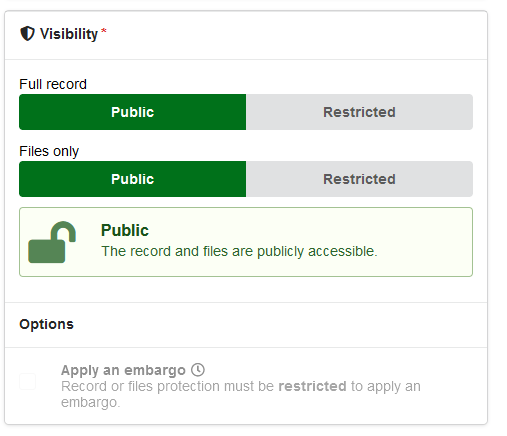 Visibility *
Full record
Public Restricted
Files only
Public Restricted
Public
The record and files are publicly accessible.
Options
Apply an embargo
Record or files protection must be restricted to apply an
embargo.